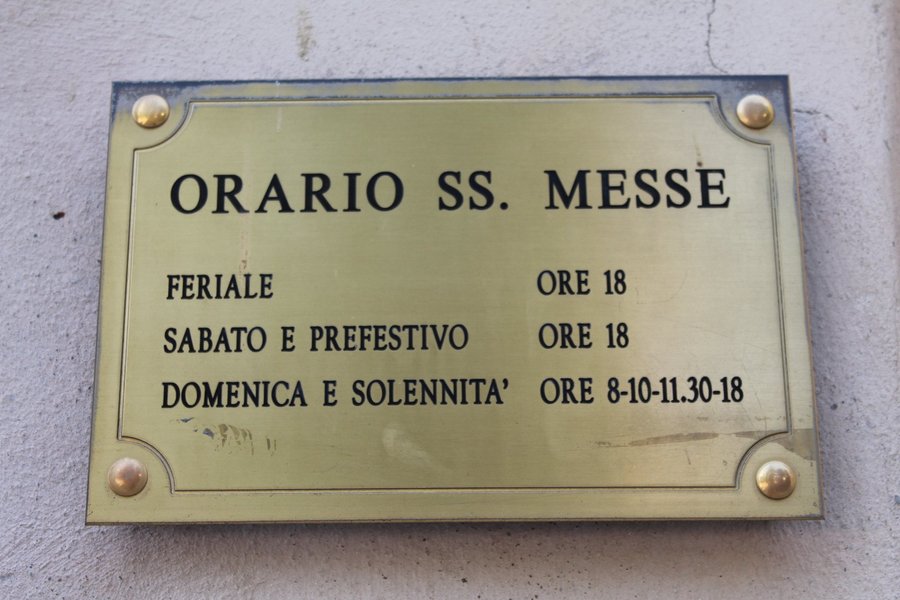 ORARIO SS. MESSE
FERIALE ORE 18
SABATO E PREFESTIVO ORE 18
DOMENICA E SOLENNITA' ORE 8-10-11.30-18